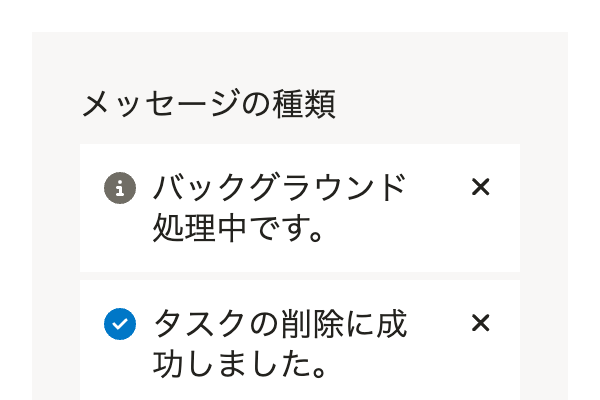 メッセージの種類
バックグラウンド
処理中です。
タスクの削除に成
功しました。